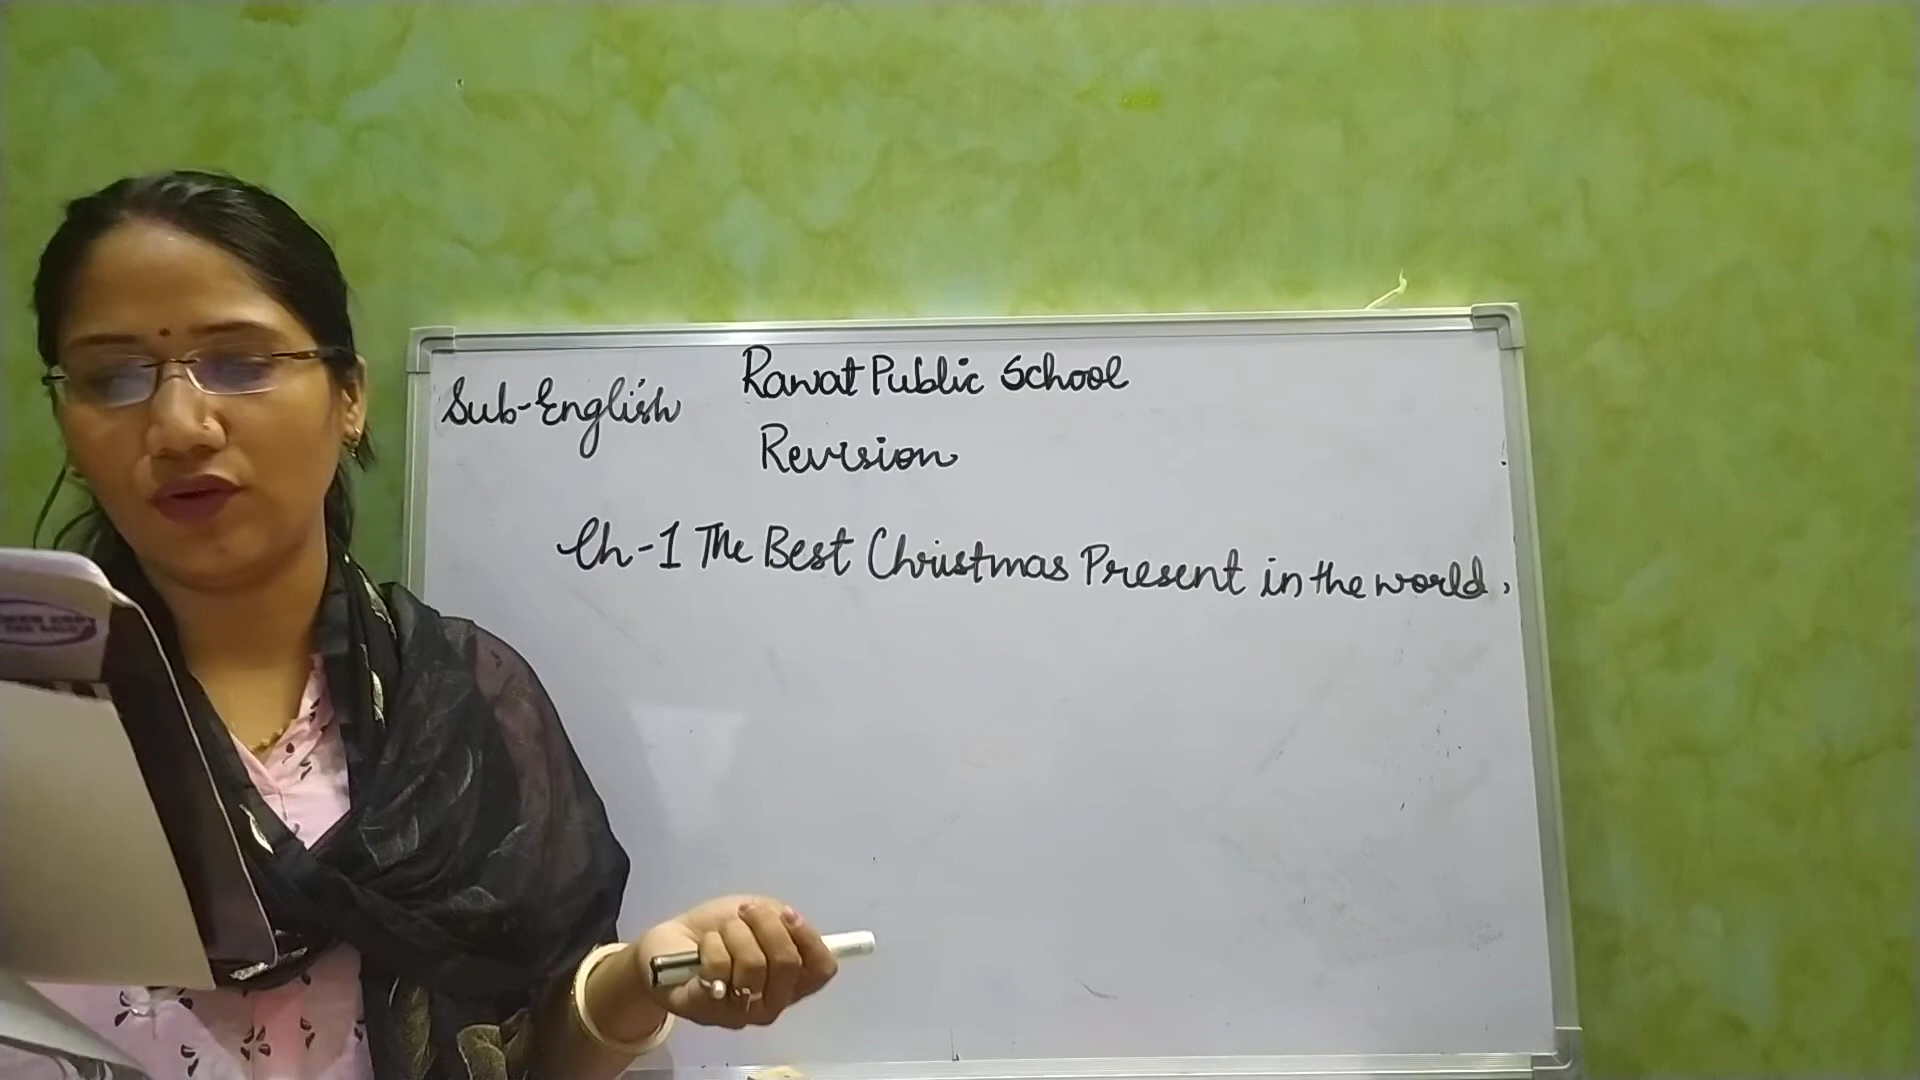 Rawat Public School
Sub-English
Revision
Ch-1 The Best Christmas Present in the world.